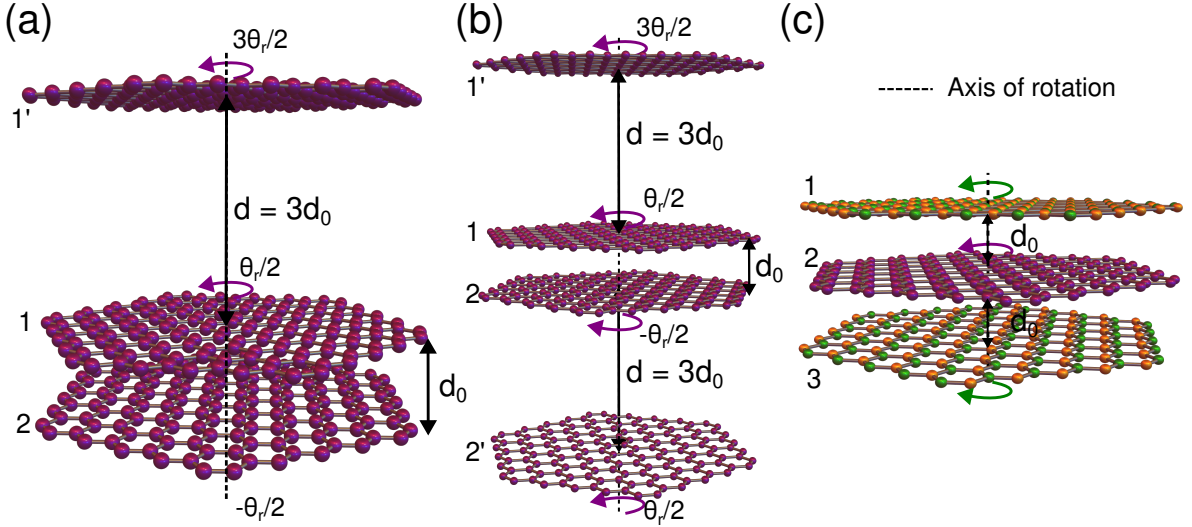 (a)
3θr/2
1'
d = 3d0
θr/2
1
d0
2
-θr/2
(b)
3θr/2
1'
d = 3d0
θr/2
1
d0
2
-θr/2
d = 3d0
2'
θr/2
(c)
Axis of rotation
1
d0
2
d0
3